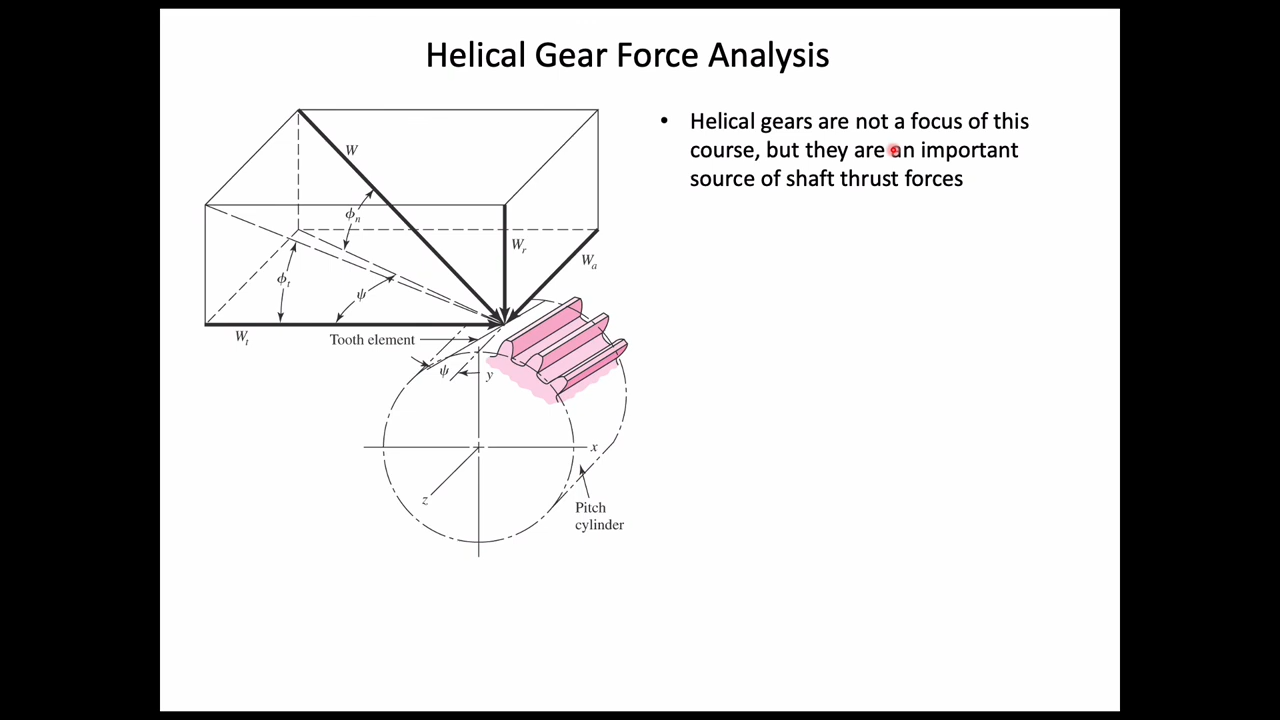 Helical Gear Force Analysis
• Helical gears are not a focus of this
course, but they are an important
source of shaft thrust forces
W
ϕn
Wr
Wa
ϕt
ψ
Wt
Tooth element
ψ
y
x
z
Pitch
cylinder